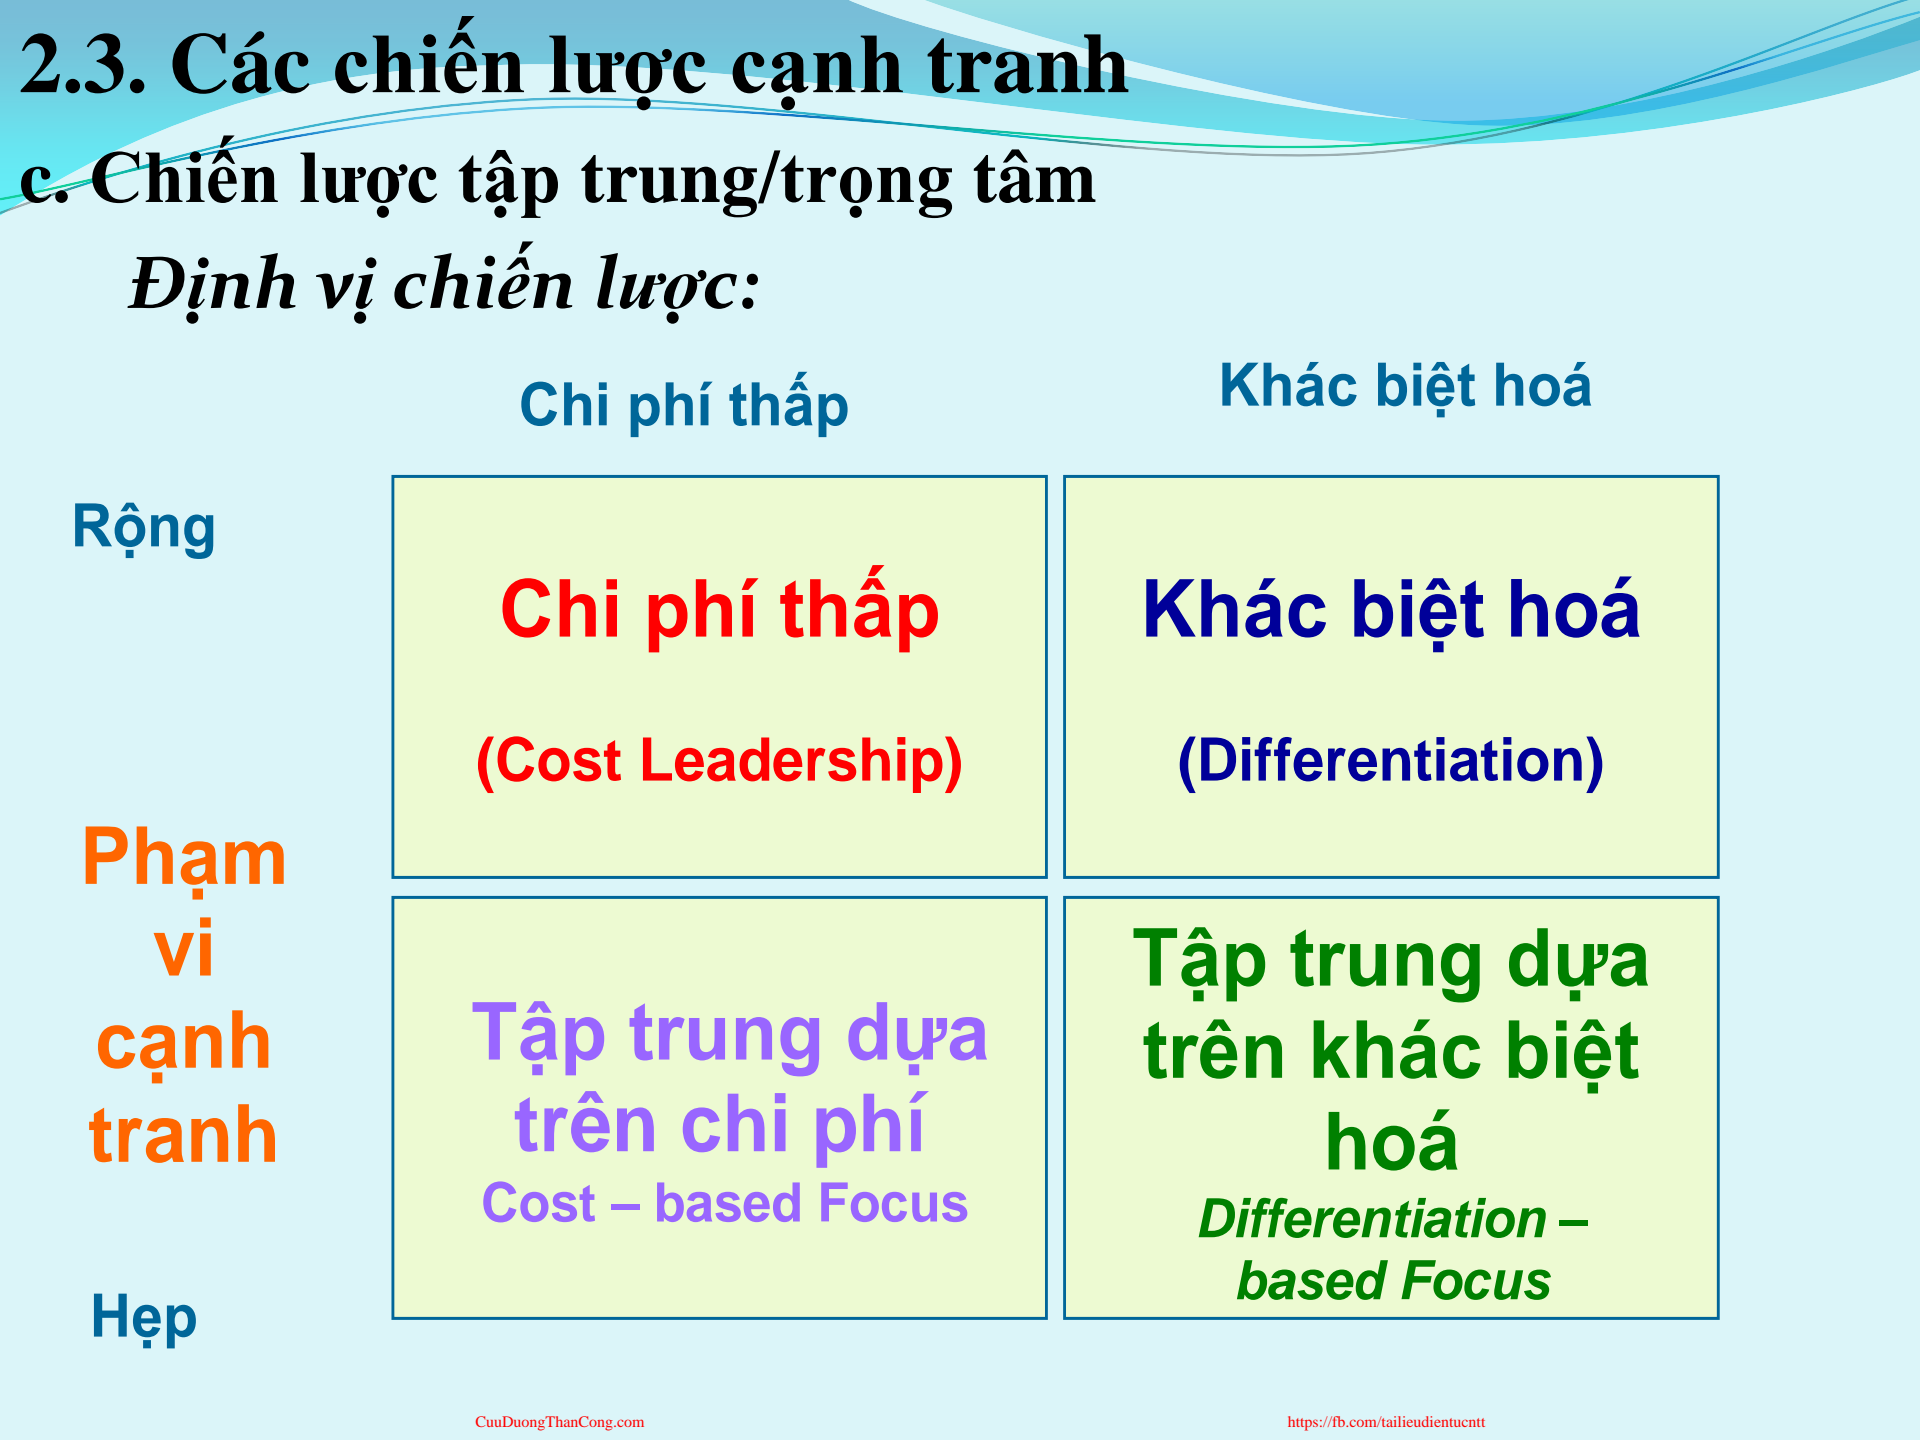 2.3. Các chiến lược cạnh tranh
c. Chiến lược tập trung/trọng tâm
Định vị chiến lược:
Chi phí thấp
Khác biệt hoá
Rộng
Chi phí thấp
(Cost Leadership)
Khác biệt hoá
(Differentiation)
Phạm
vi
cạnh
tranh
Tập trung dựa
trên chi phí
Cost – based Focus
Tập trung dựa
trên khác biệt
hoá
Differentiation –
based Focus
Hẹp
CuuDuongThanCong.com
https://fb.com/tailieudientucntt